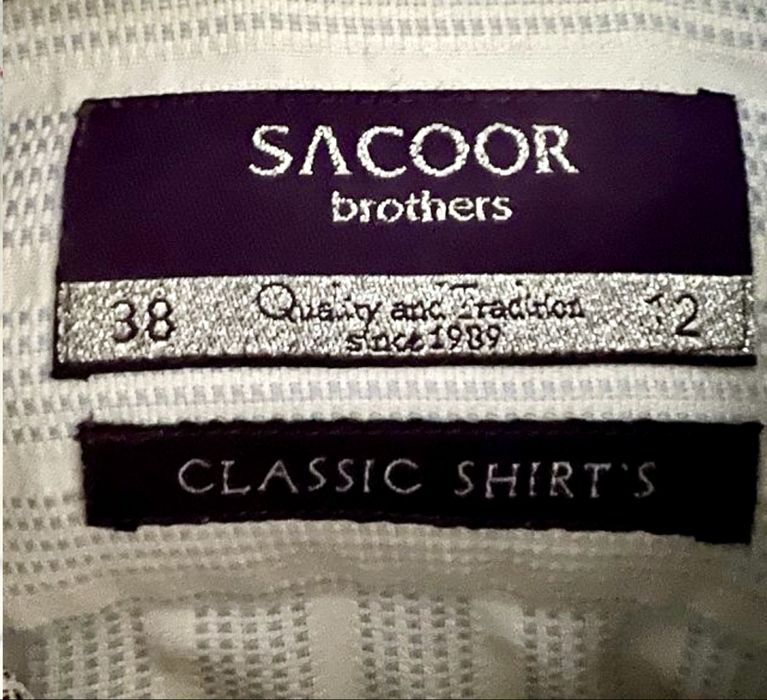 SACOOR
brothers
38 Quality and Tradition 12
since 1989
CLASSIC SHIRT'S